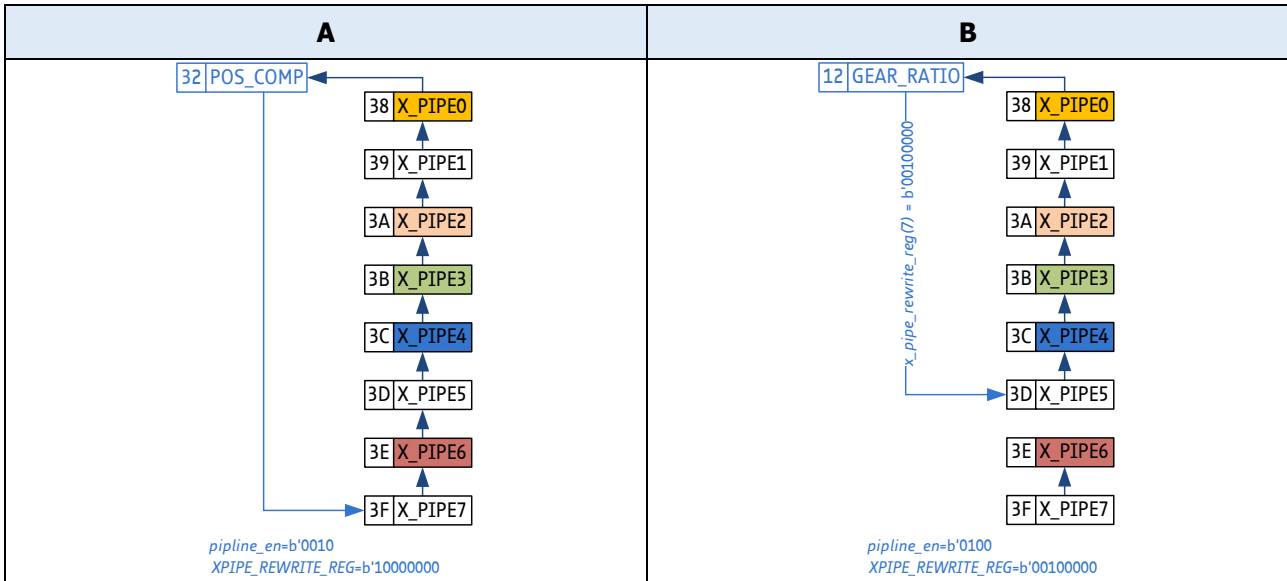 A
32 POS_COMP
38 X_PIPE0
39 X_PIPE1
3A X_PIPE2
3B X_PIPE3
3C X_PIPE4
3D X_PIPE5
3E X_PIPE6
3F X_PIPE7
pipline_en=b'0010
XPIPE_REWRITE_REG=b'10000000
B
12 GEAR_RATIO
38 X_PIPE0
39 X_PIPE1
3A X_PIPE2
3B X_PIPE3
3C X_PIPE4
3D X_PIPE5
3E X_PIPE6
3F X_PIPE7
x_pipe_rewrite_reg(7) = b'00100000
pipline_en=b'0100
XPIPE_REWRITE_REG=b'00100000